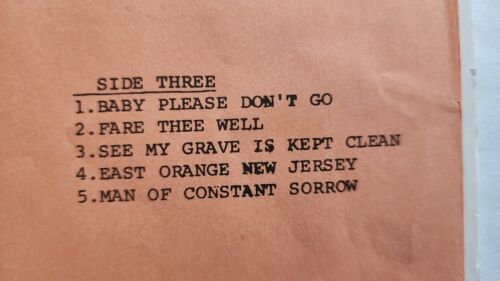 SIDE THREE
1.BABY PLEASE DON'T GO
2.FARE THEE WELL
3.SEE MY GRAVE IS KEPT CLEAN
4.EAST ORANGE NEW JERSEY
5.MAN OF CONSTANT SORROW